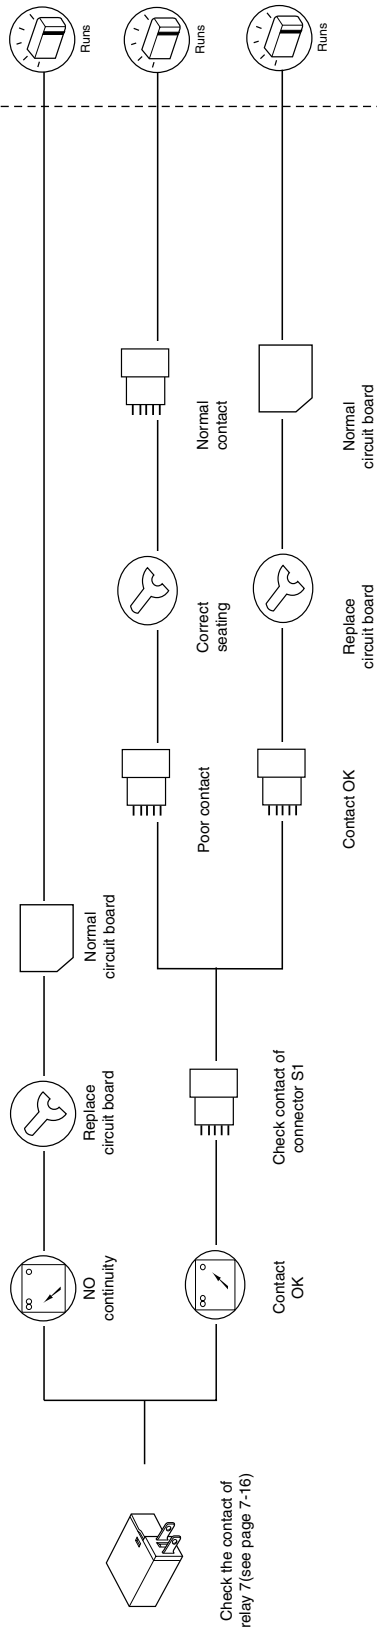 Check the contact of
relay 7(see page 7-16)
NO
continuity
Replace
circuit board
Normal
circuit board
Runs
Contact
OK
Check contact of
connector S1
Poor contact
Correct
seating
Normal
contact
Runs
Contact OK
Replace
circuit board
Normal
circuit board
Runs